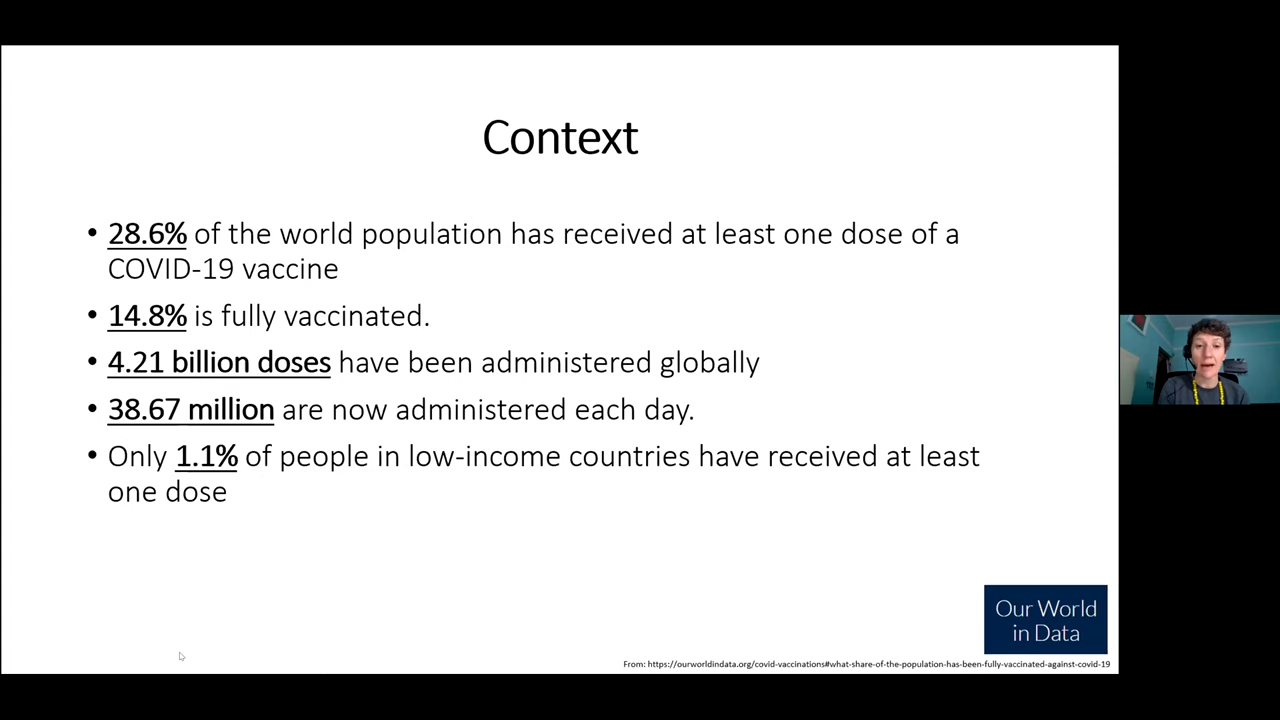 Context
• 28.6% of the world population has received at least one dose of a
COVID-19 vaccine
• 14.8% is fully vaccinated.
• 4.21 billion doses have been administered globally
• 38.67 million are now administered each day.
• Only 1.1% of people in low-income countries have received at least
one dose
Our World
in Data
From: https://ourworldindata.org/covid-vaccinations#what-share-of-the-population-has-been-fully-vaccinated-against-covid-19